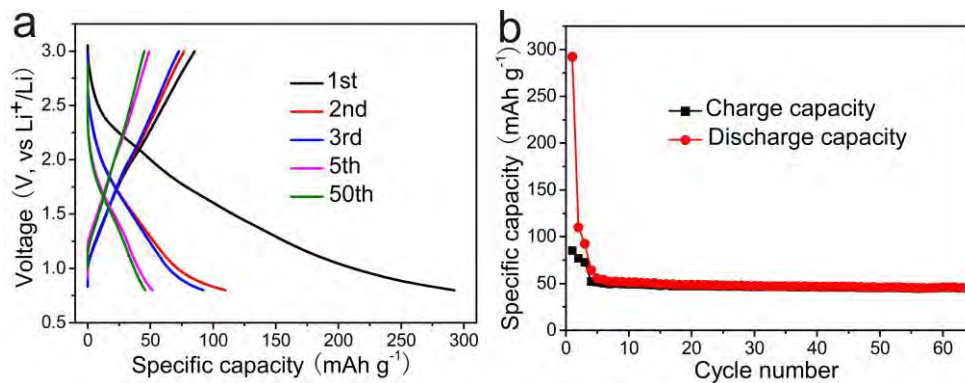 a
Voltage (V, vs Li⁺/Li)
3.0
2.5
2.0
1.5
1.0
0.5
1st
2nd
3rd
5th
50th
0 50 100 150 200 250 300
Specific capacity (mAh g⁻¹)
b
Specific capacity (mAh g⁻¹)
300
250
200
150
100
50
0
Charge capacity
Discharge capacity
0 10 20 30 40 50 60
Cycle number